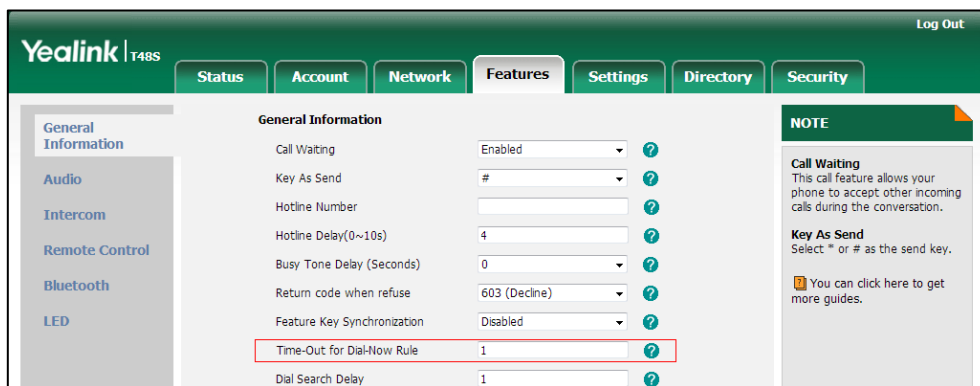 Log Out
Yealink | T48S
Status Account Network Features Settings Directory Security
General
Information
Audio
Intercom
Remote Control
Bluetooth
LED
General Information
Call Waiting Enabled ?
Key As Send # ?
Hotline Number ?
Hotline Delay(0~10s) 4 ?
Busy Tone Delay (Seconds) 0 ?
Return code when refuse 603 (Decline) ?
Feature Key Synchronization Disabled ?
Time-Out for Dial-Now Rule 1 ?
Dial Search Delay 1 ?
NOTE
Call Waiting
This call feature allows your
phone to accept other incoming
calls during the conversation.
Key As Send
Select * or # as the send key.
? You can click here to get
more guides.